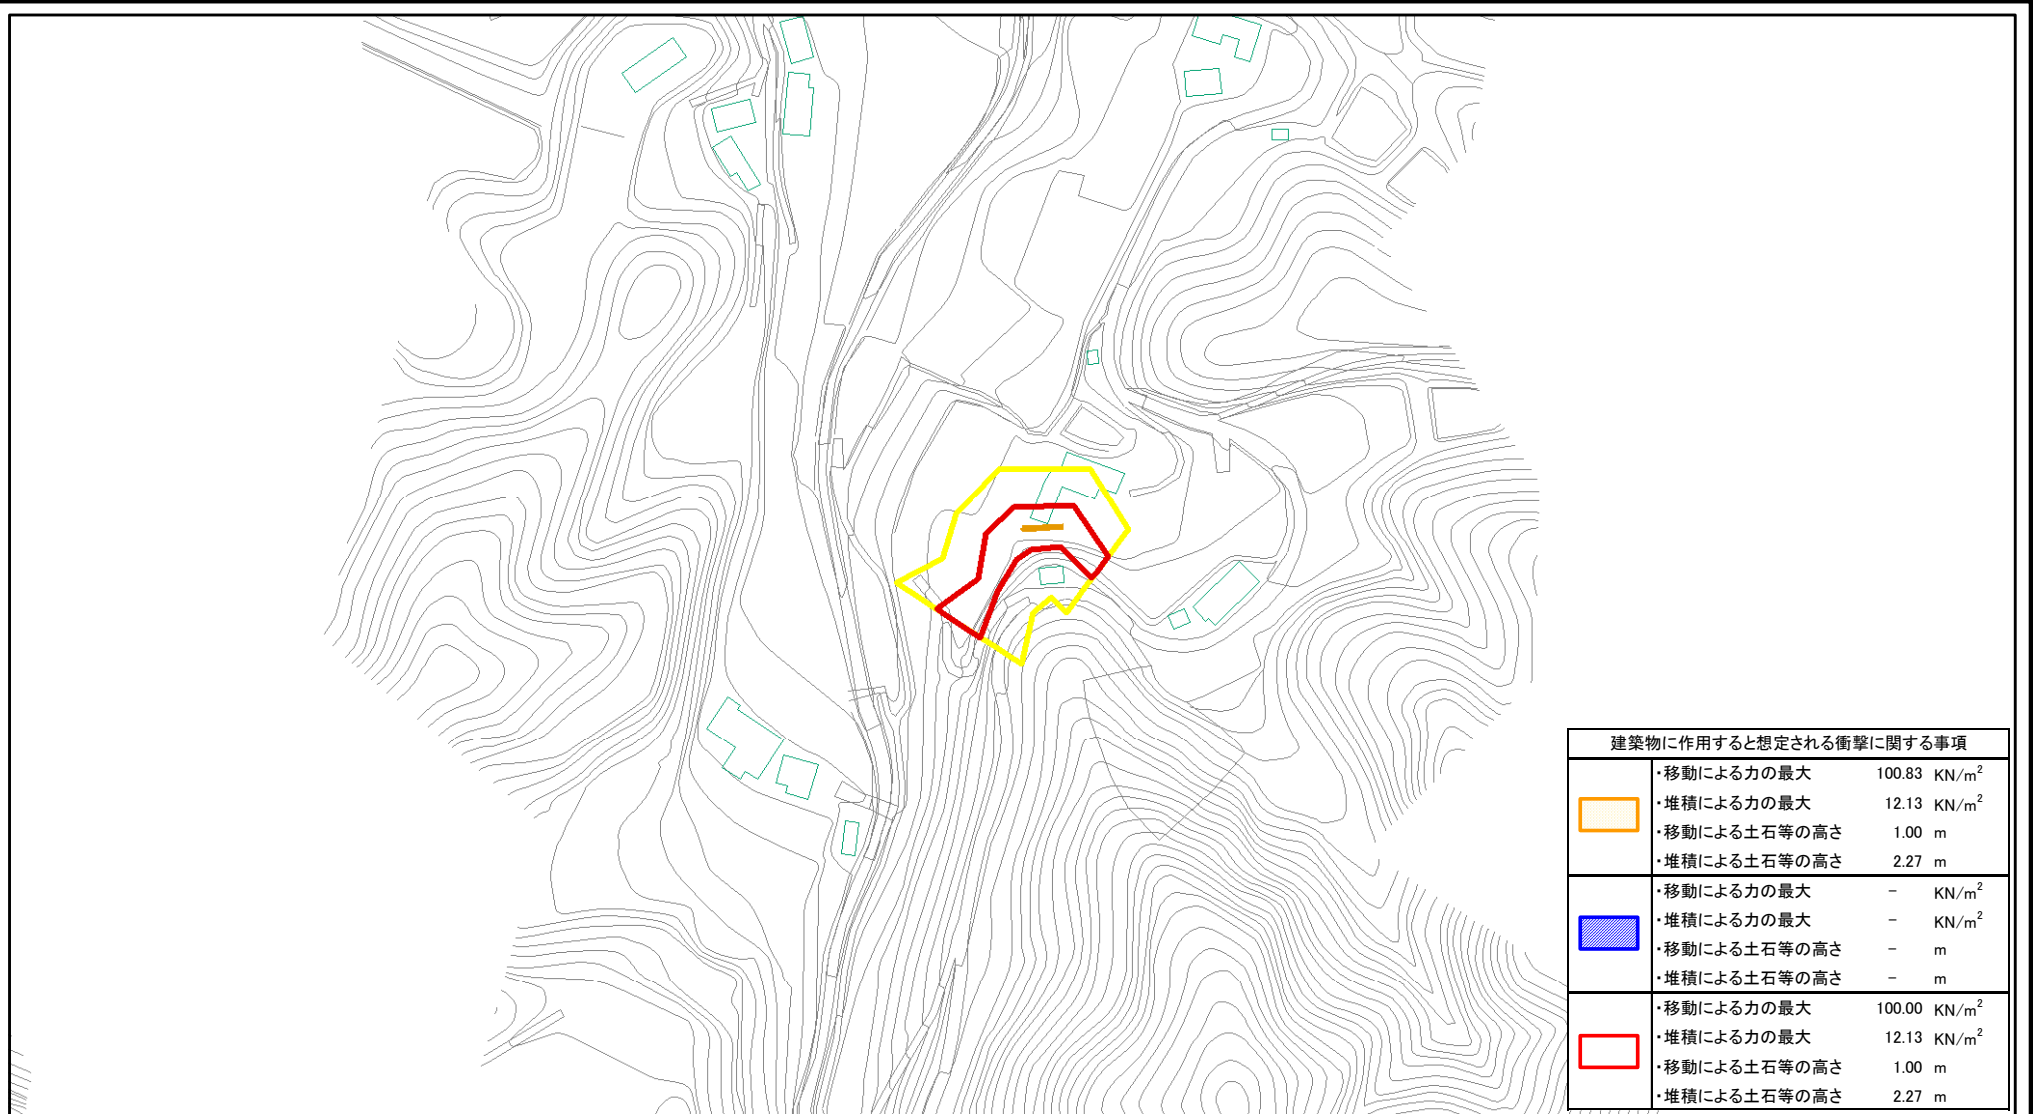 建築物に作用すると想定される衝撃に関する事項
・移動による力の最大 100.83 KN/m²
・堆積による力の最大 12.13 KN/m²
・移動による土石等の高さ 1.00 m
・堆積による土石等の高さ 2.27 m
・移動による力の最大 － KN/m²
・堆積による力の最大 － KN/m²
・移動による土石等の高さ － m
・堆積による土石等の高さ － m
・移動による力の最大 100.00 KN/m²
・堆積による力の最大 12.13 KN/m²
・移動による土石等の高さ 1.00 m
・堆積による土石等の高さ 2.27 m